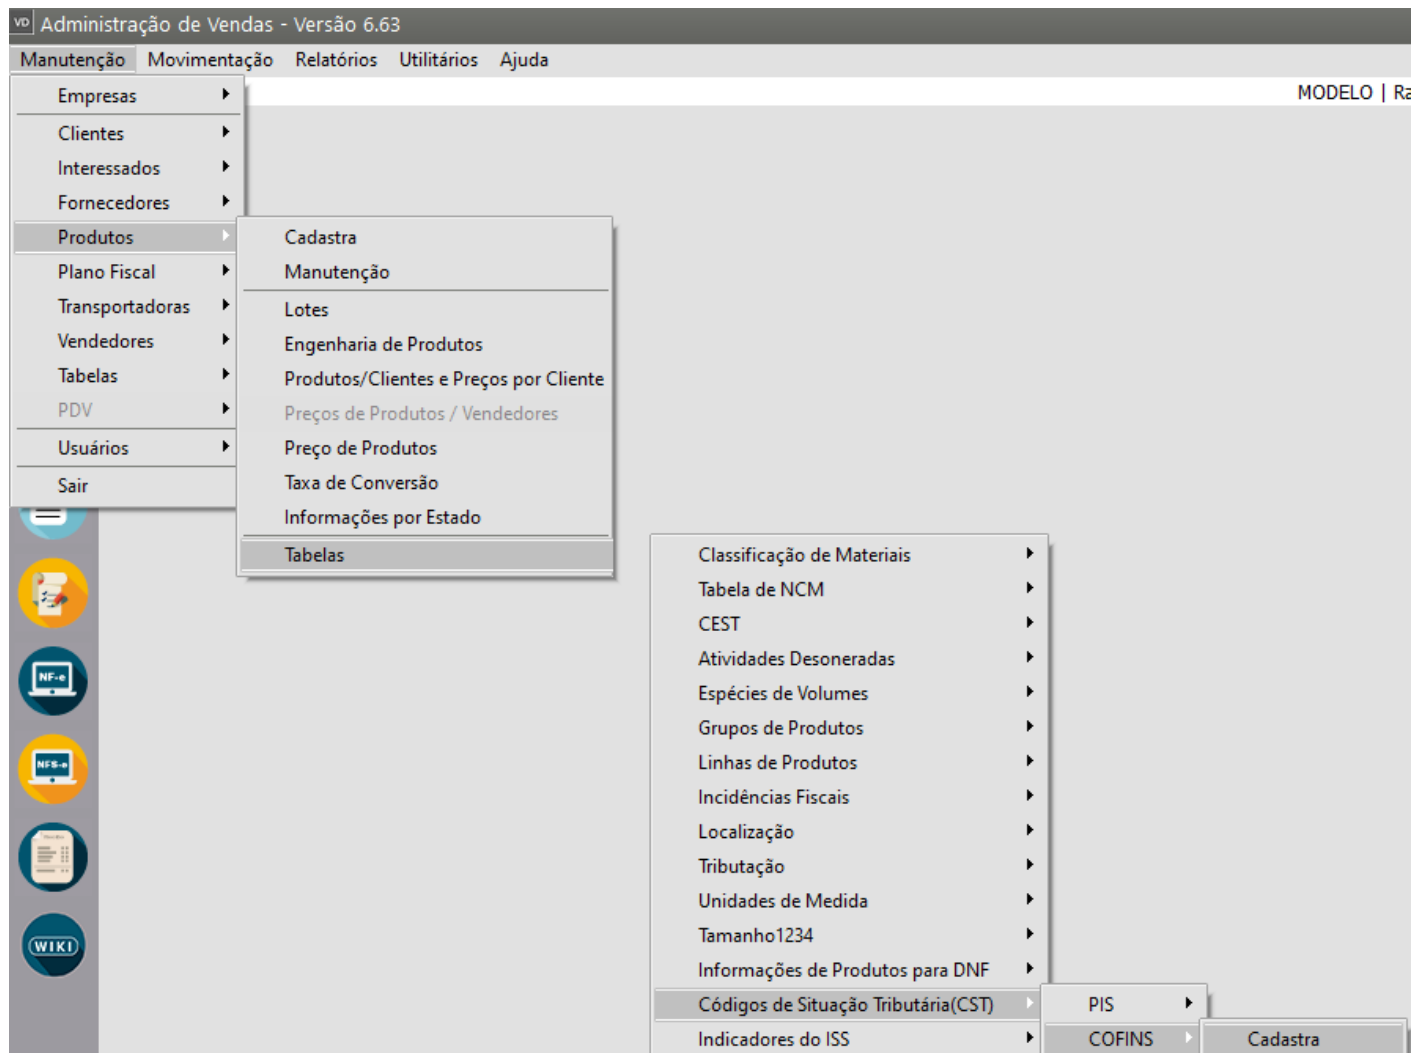 VD Administração de Vendas - Versão 6.63
Manutenção Movimentação Relatórios Utilitários Ajuda
MODELO | Ra
Empresas
Clientes
Interessados
Fornecedores
Produtos
Plano Fiscal
Transportadoras
Vendedores
Tabelas
PDV
Usuários
Sair
Cadastra
Manutenção
Lotes
Engenharia de Produtos
Produtos/Clientes e Preços por Cliente
Preços de Produtos / Vendedores
Preço de Produtos
Taxa de Conversão
Informações por Estado
Tabelas
Classificação de Materiais
Tabela de NCM
CEST
Atividades Desoneradas
Espécies de Volumes
Grupos de Produtos
Linhas de Produtos
Incidências Fiscais
Localização
Tributação
Unidades de Medida
Tamanho1234
Informações de Produtos para DNF
Códigos de Situação Tributária(CST)
Indicadores do ISS
PIS
COFINS
Cadastra
NF-e
NFS-e
WIKI